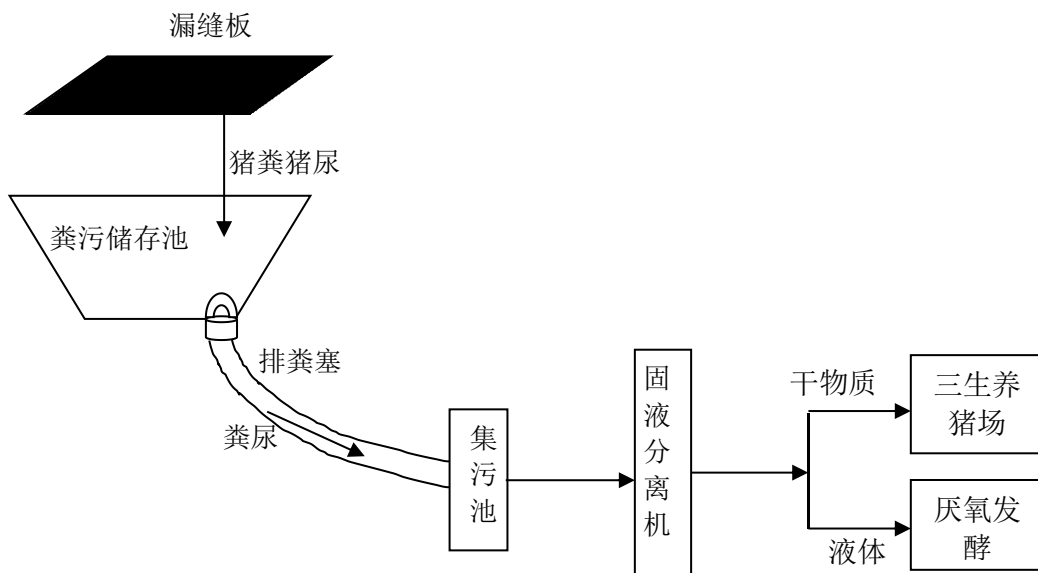 漏缝板
猪粪猪尿
粪污储存池
排粪塞
粪尿
集污池
固液分离机
干物质
三生养
猪场
液体
厌氧发
酵